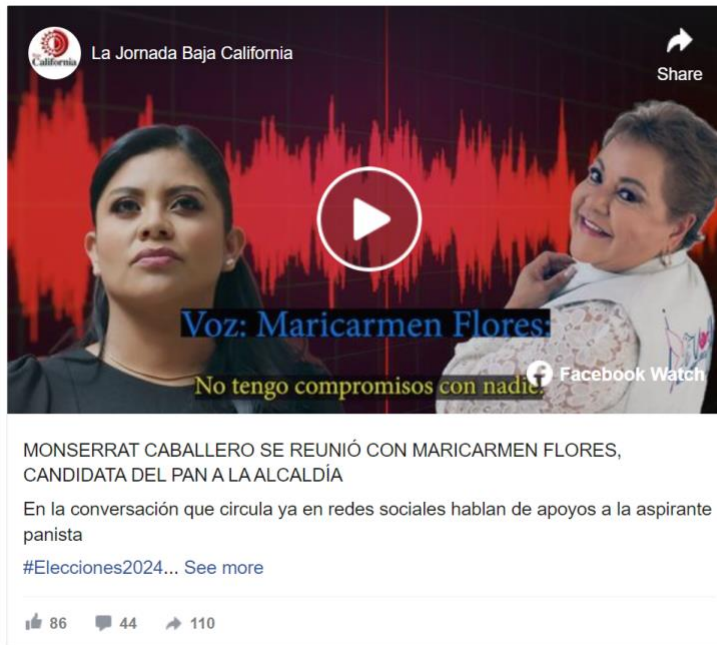 California
La Jornada Baja California
Share
Voz: Maricarmen Flores:
No tengo compromisos con nadie.
Facebook Watch
MONSERRAT CABALLERO SE REUNIÓ CON MARICARMEN FLORES,
CANDIDATA DEL PAN A LA ALCALDÍA
En la conversación que circula ya en redes sociales hablan de apoyos a la aspirante
panista
#Elecciones2024... See more
86 44 110